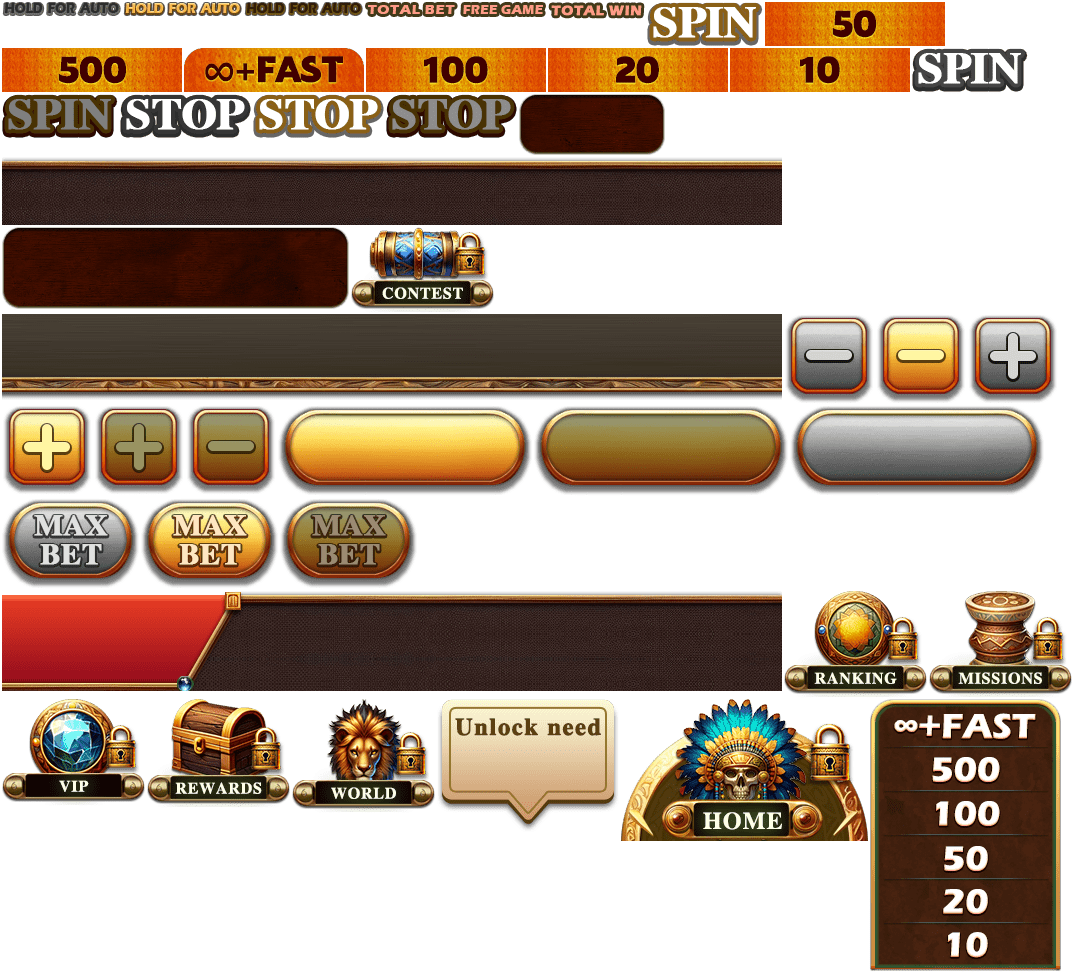 HOLD FOR AUTO HOLD FOR AUTO HOLD FOR AUTO TOTAL BET FREE GAME TOTAL WIN SPIN 50
500 ∞+FAST 100 20 10 SPIN
SPIN STOP STOP STOP
CONTEST
MAX BET
MAX BET
MAX BET
RANKING MISSIONS
VIP REWARDS WORLD
Unlock need
HOME
∞+FAST
500
100
50
20
10